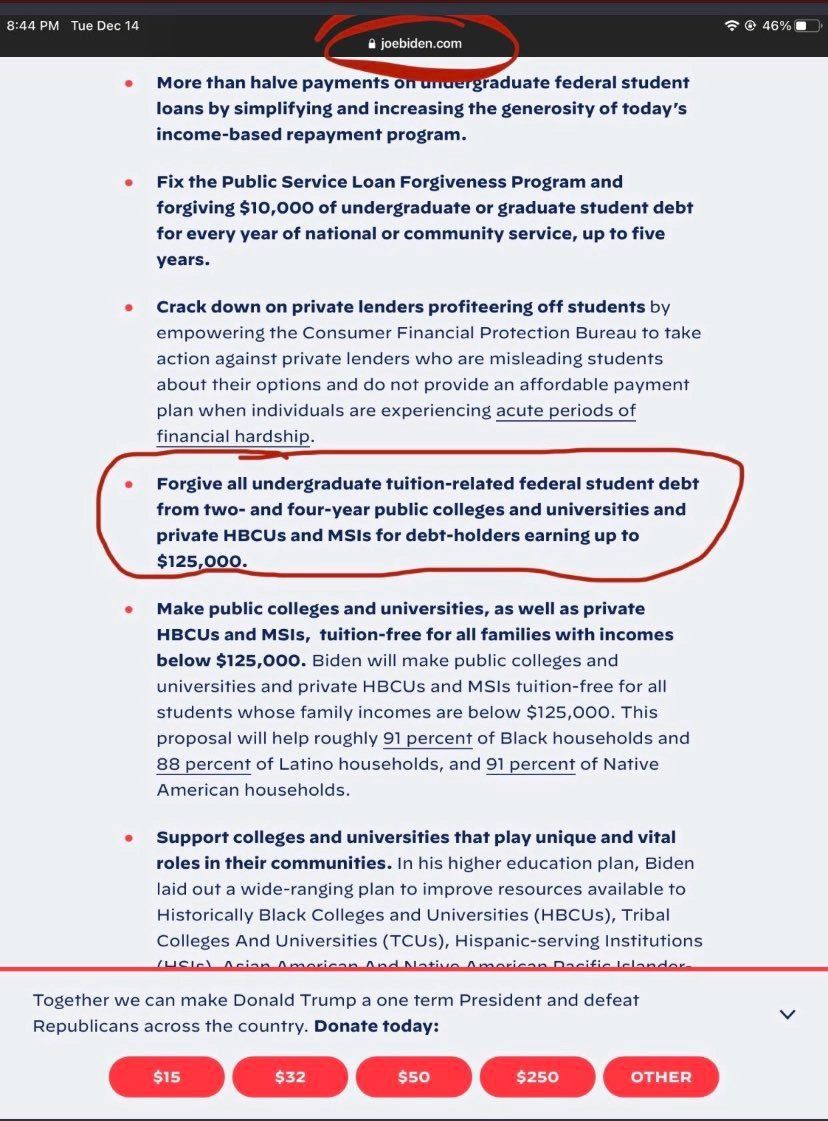 8:44 PM Tue Dec 14
46%
joebiden.com
More than halve payments on undergraduate federal student
loans by simplifying and increasing the generosity of today's
income-based repayment program.
Fix the Public Service Loan Forgiveness Program and
forgiving $10,000 of undergraduate or graduate student debt
for every year of national or community service, up to five
years.
Crack down on private lenders profiteering off students by
empowering the Consumer Financial Protection Bureau to take
action against private lenders who are misleading students
about their options and do not provide an affordable payment
plan when individuals are experiencing acute periods of
financial hardship.
Forgive all undergraduate tuition-related federal student debt
from two- and four-year public colleges and universities and
private HBCUs and MSIs for debt-holders earning up to
$125,000.
Make public colleges and universities, as well as private
HBCUs and MSIs, tuition-free for all families with incomes
below $125,000. Biden will make public colleges and
universities and private HBCUs and MSIs tuition-free for all
students whose family incomes are below $125,000. This
proposal will help roughly 91 percent of Black households and
88 percent of Latino households, and 91 percent of Native
American households.
Support colleges and universities that play unique and vital
roles in their communities. In his higher education plan, Biden
laid out a wide-ranging plan to improve resources available to
Historically Black Colleges and Universities (HBCUs), Tribal
Colleges And Universities (TCUs), Hispanic-serving Institutions
(HSIs), Asian American And Native American Pacific Islander-
Together we can make Donald Trump a one term President and defeat
Republicans across the country. Donate today:
$15 $32 $50 $250 OTHER